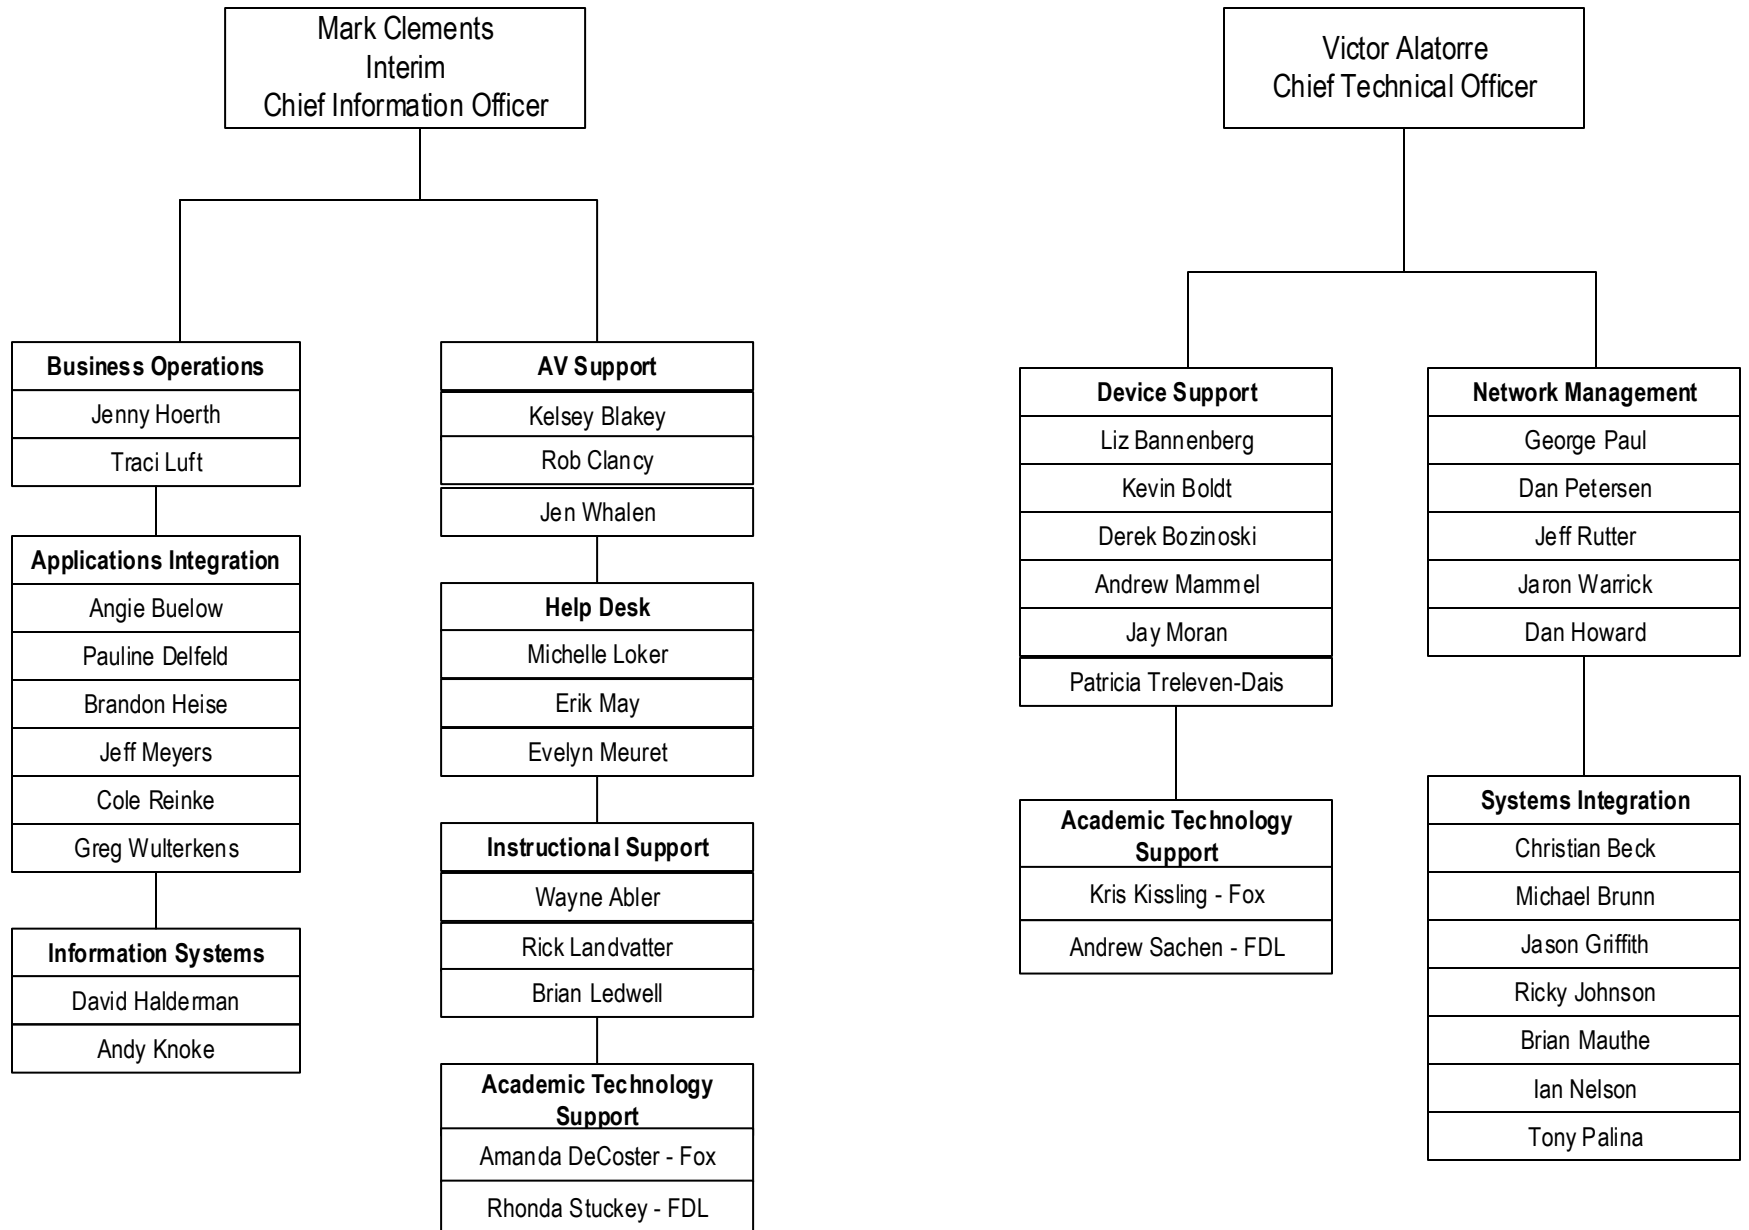 Mark Clements
Interim
Chief Information Officer
Victor Alatorre
Chief Technical Officer
Business Operations
Jenny Hoerth
Traci Luft
Applications Integration
Angie Buelow
Pauline Delfeld
Brandon Heise
Jeff Meyers
Cole Reinke
Greg Wulterkens
Information Systems
David Halderman
Andy Knoke
AV Support
Kelsey Blakey
Rob Clancy
Jen Whalen
Help Desk
Michelle Loker
Erik May
Evelyn Meuret
Instructional Support
Wayne Abler
Rick Landvatter
Brian Ledwell
Academic Technology
Support
Amanda DeCoster - Fox
Rhonda Stuckey - FDL
Device Support
Liz Bannenberg
Kevin Boldt
Derek Bozinoski
Andrew Mammel
Jay Moran
Patricia Treleven-Dais
Academic Technology
Support
Kris Kissling - Fox
Andrew Sachen - FDL
Network Management
George Paul
Dan Petersen
Jeff Rutter
Jaron Warrick
Dan Howard
Systems Integration
Christian Beck
Michael Brunn
Jason Griffith
Ricky Johnson
Brian Mauthe
Ian Nelson
Tony Palina